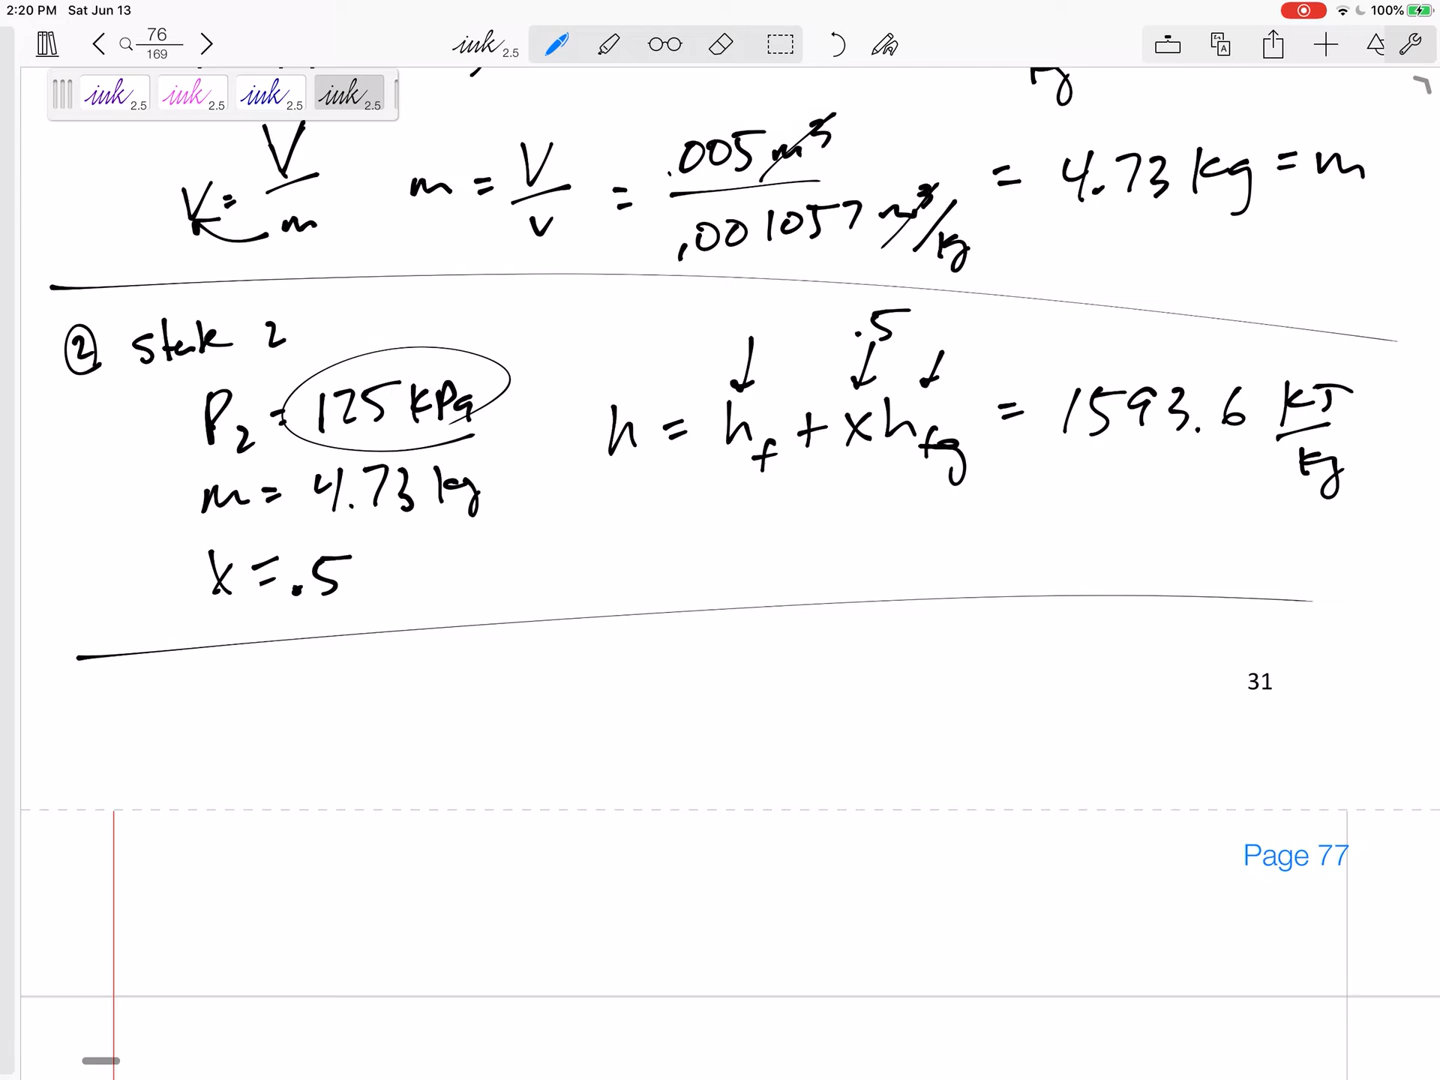 2:20 PM Sat Jun 13 100%
76
169
ink 2.5
ink 2.5 ink 2.5 ink 2.5 ink 2.5
kg
v = V/m m = V/v = .005 m³ / .001057 m³/kg = 4.73 kg = m
② State 2
.5
P₂ = 125 kPa
h = hf + x hfg = 1593.6 kJ/kg
m = 4.73 kg
x = .5
31
Page 77